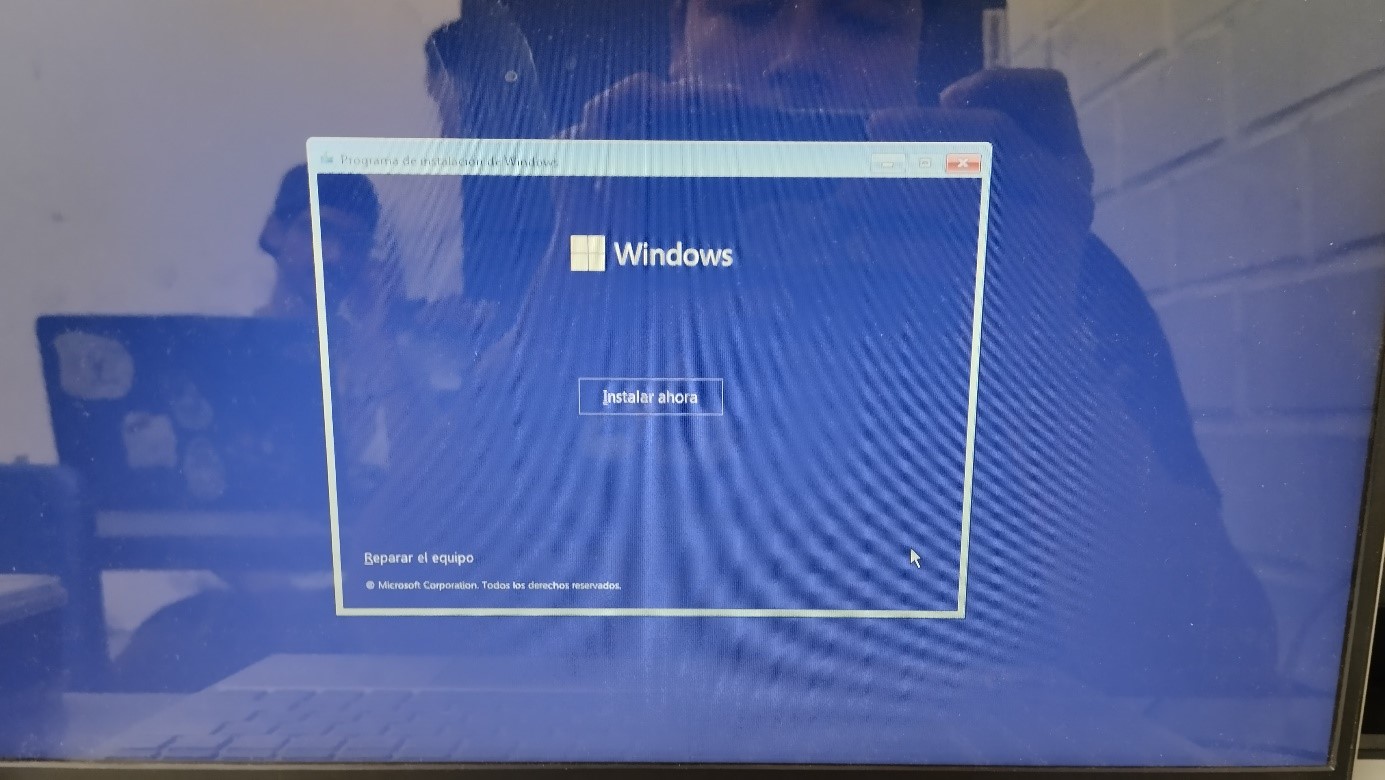 Programa de instalación de Windows
Windows
Instalar ahora
Reparar el equipo
© Microsoft Corporation. Todos los derechos reservados.